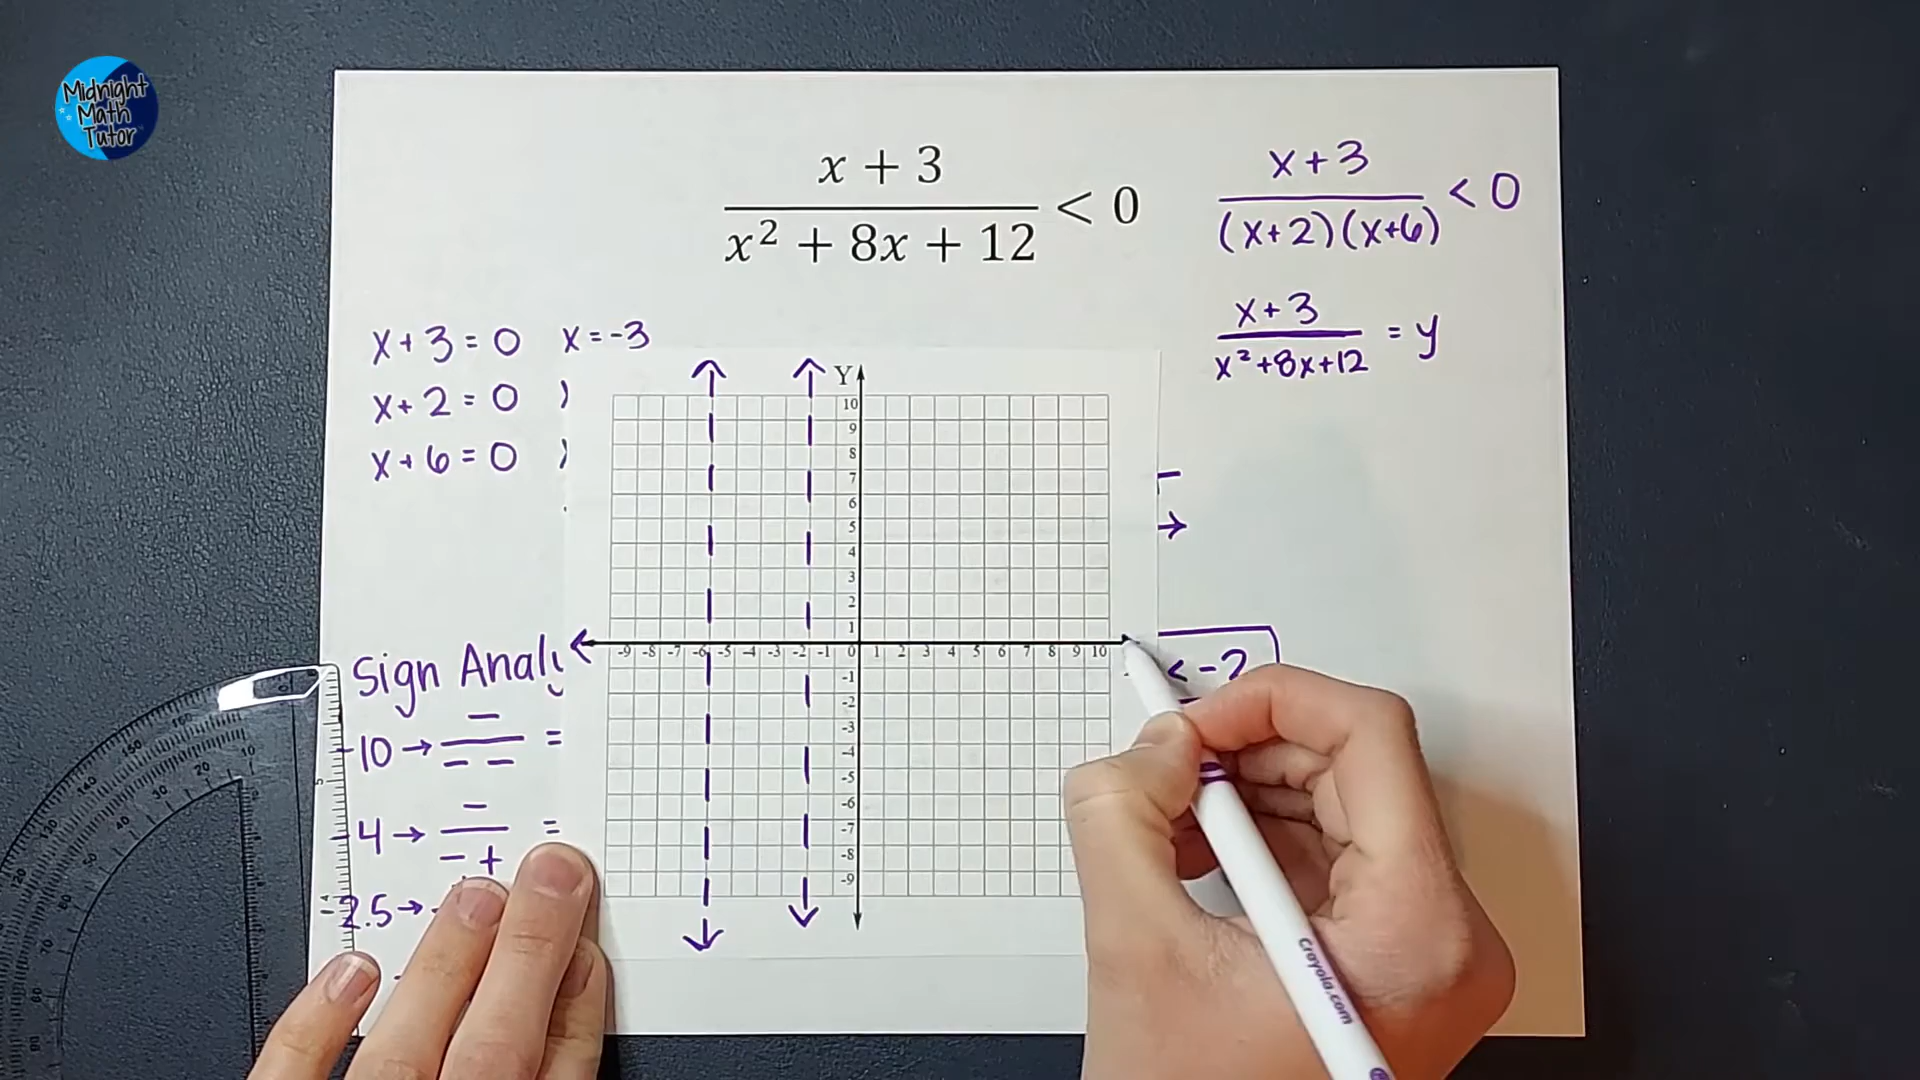 Midnight
Math
Tutor
x + 3
x² + 8x + 12
< 0
x+3
(x+2)(x+6)
< 0
x+3
x²+8x+12
= y
x+3=0 x=-3
x+2=0
x+6=0
Y
10
9
8
7
6
5
4
3
2
1
-9 -8 -7 -6 -5 -4 -3 -2 -1 0 1 2 3 4 5 6 7 8 9 10
-1
-2
-3
-4
-5
-6
-7
-8
-9
< -2
Sign
-10 → − / − − =
-4 → − / − + =
-2.5 →
Crayola.com